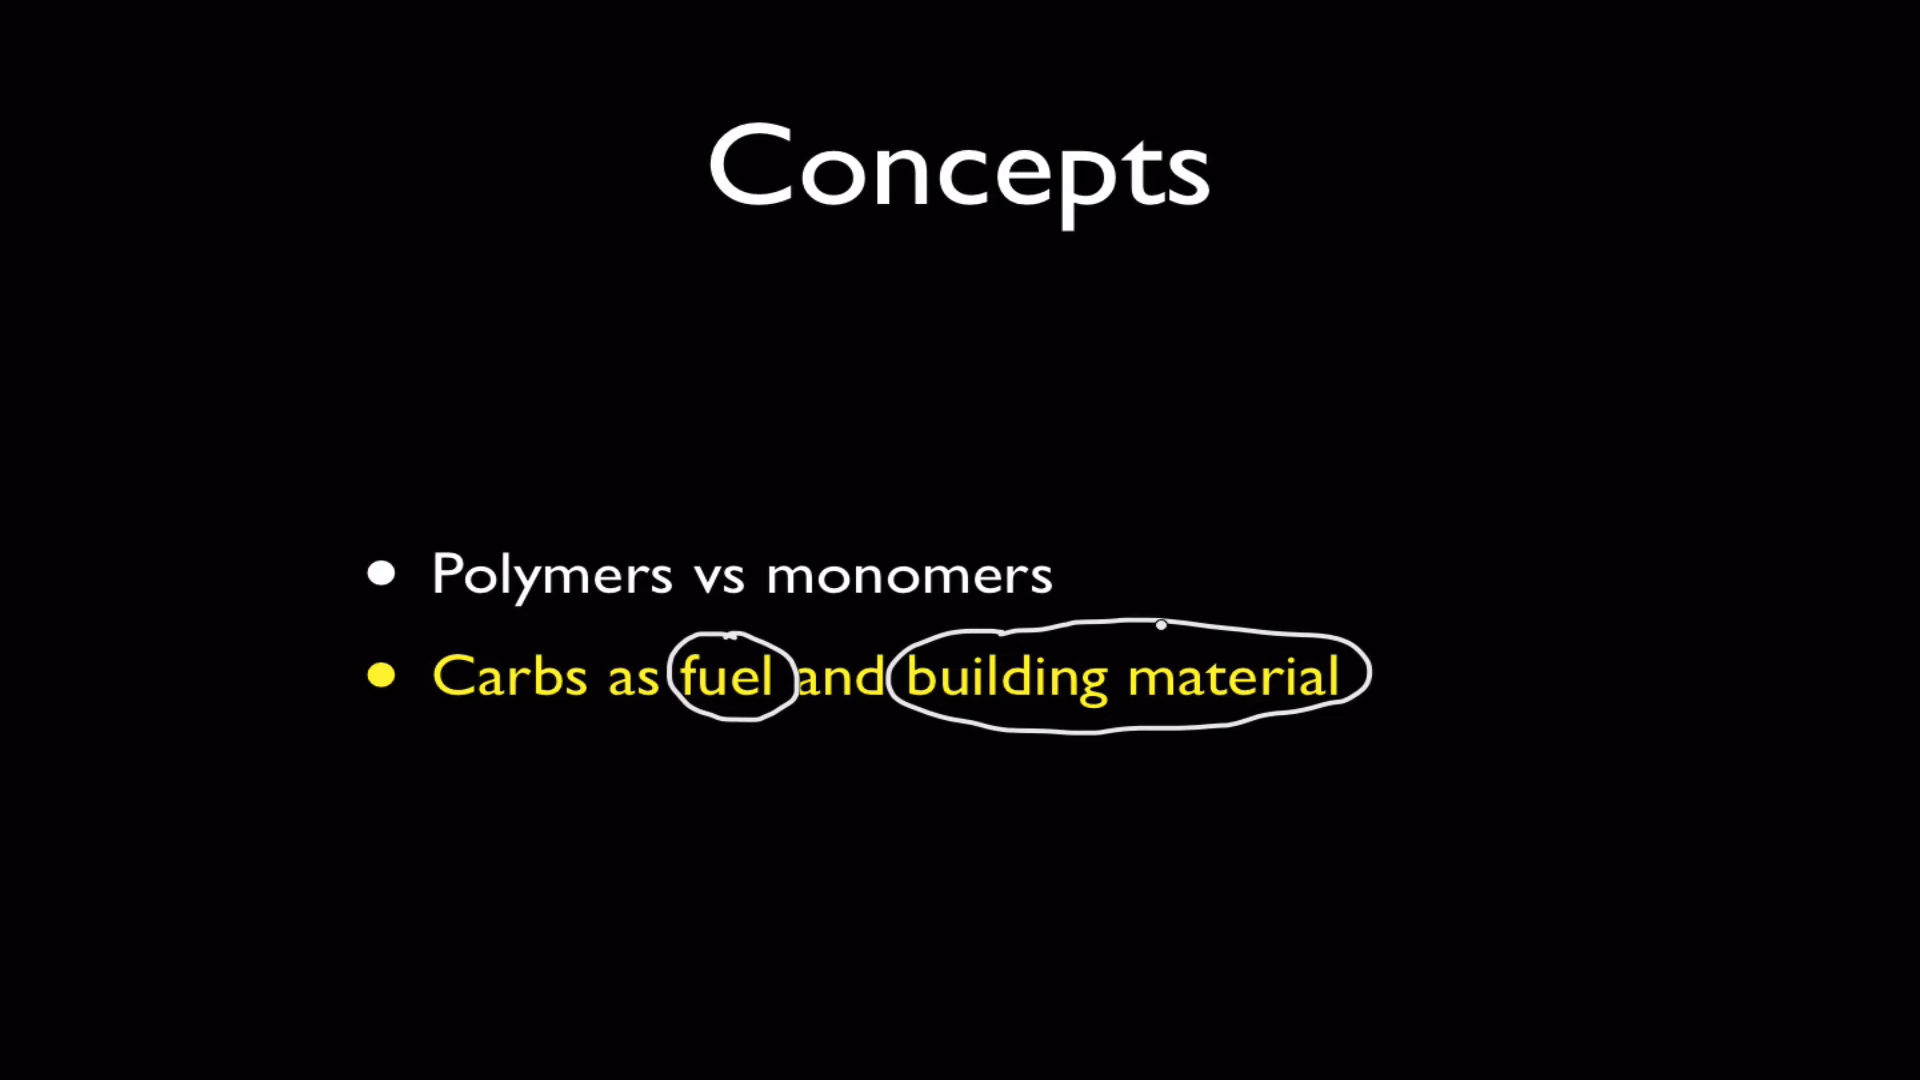 Concepts
• Polymers vs monomers
• Carbs as fuel and building material